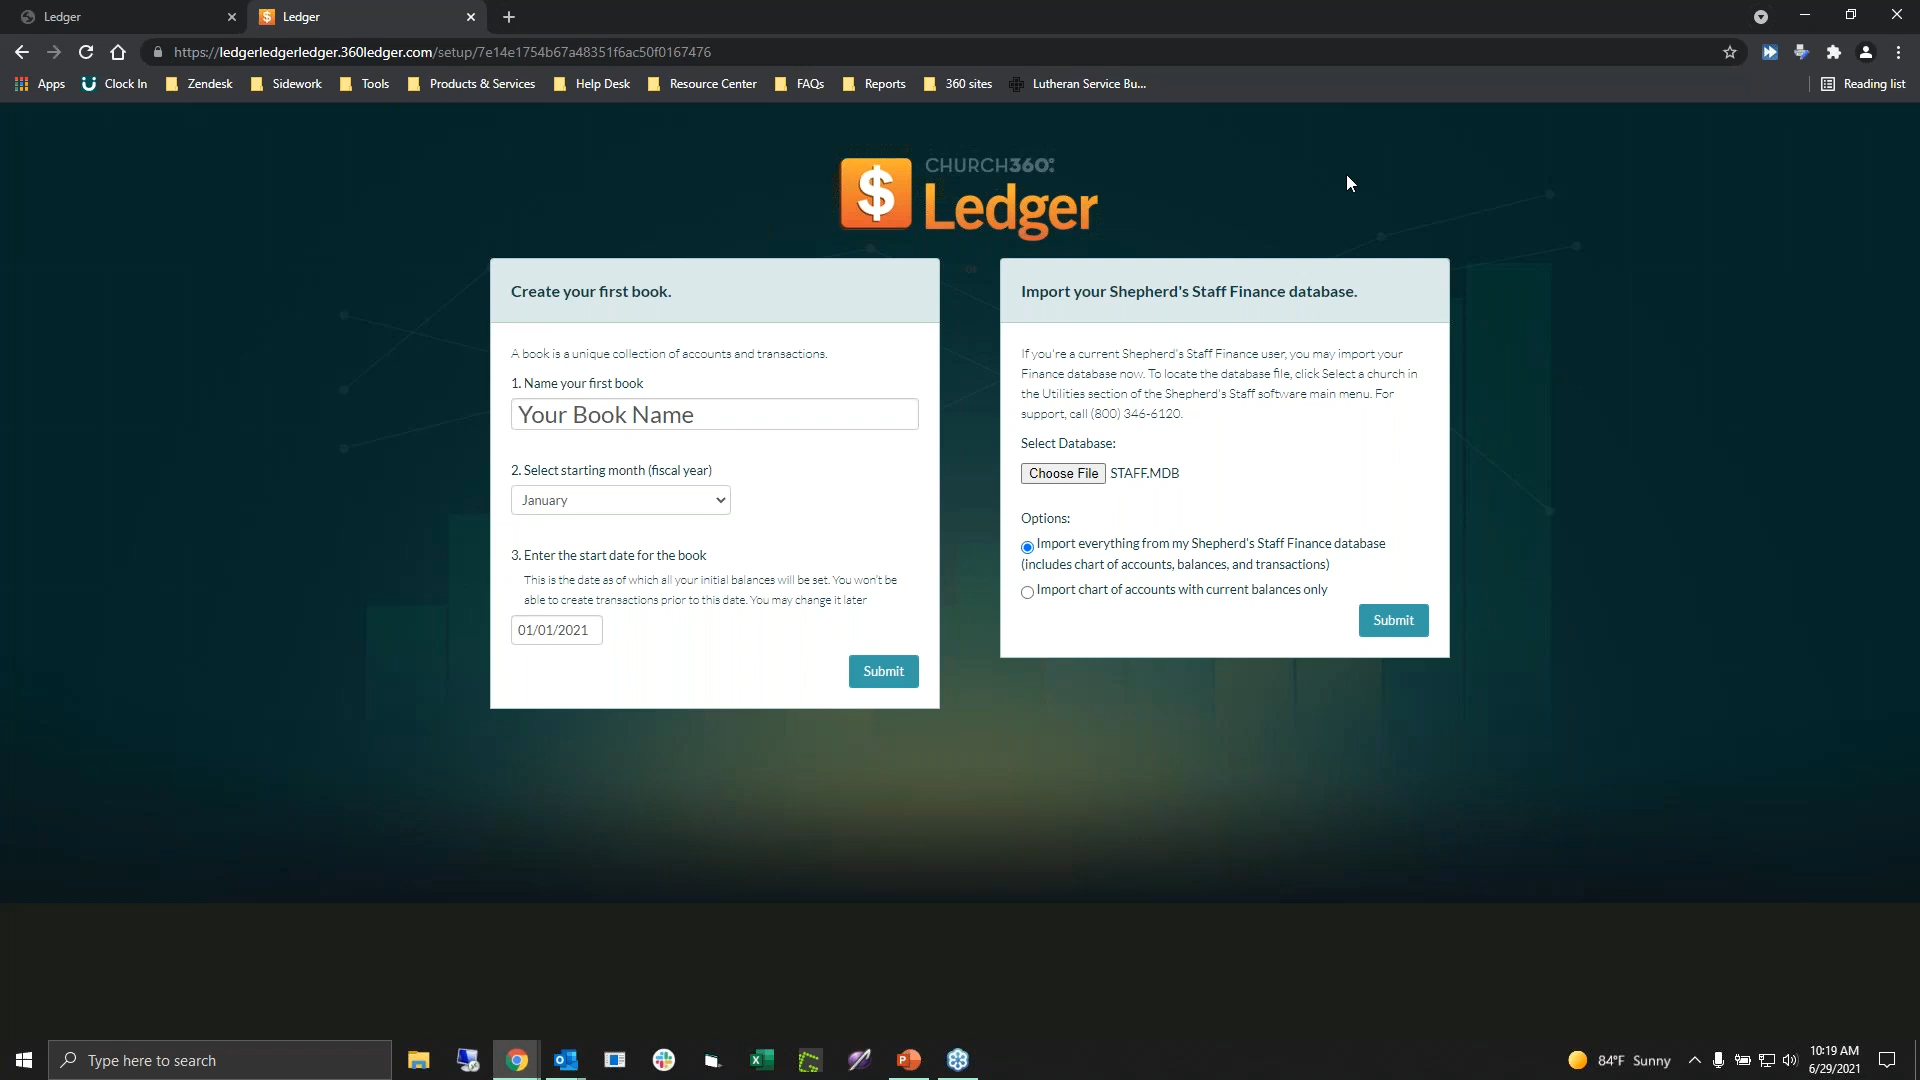 Ledger
Ledger
https://ledgerledgerledger.360ledger.com/setup/7e14e1754b67a48351f6ac50f0167476
Apps Clock In Zendesk Sidework Tools Products & Services Help Desk Resource Center FAQs Reports 360 sites Lutheran Service Bu... Reading list
$ CHURCH360:
Ledger
Create your first book.
A book is a unique collection of accounts and transactions.
1. Name your first book
Your Book Name
2. Select starting month (fiscal year)
January
3. Enter the start date for the book
This is the date as of which all your initial balances will be set. You won't be
able to create transactions prior to this date. You may change it later
01/01/2021
Submit
Import your Shepherd's Staff Finance database.
If you're a current Shepherd's Staff Finance user, you may import your
Finance database now. To locate the database file, click Select a church in
the Utilities section of the Shepherd's Staff software main menu. For
support, call (800) 346-6120.
Select Database:
Choose File STAFF.MDB
Options:
Import everything from my Shepherd's Staff Finance database
(includes chart of accounts, balances, and transactions)
Import chart of accounts with current balances only
Submit
Type here to search
84°F Sunny
10:19 AM
6/29/2021